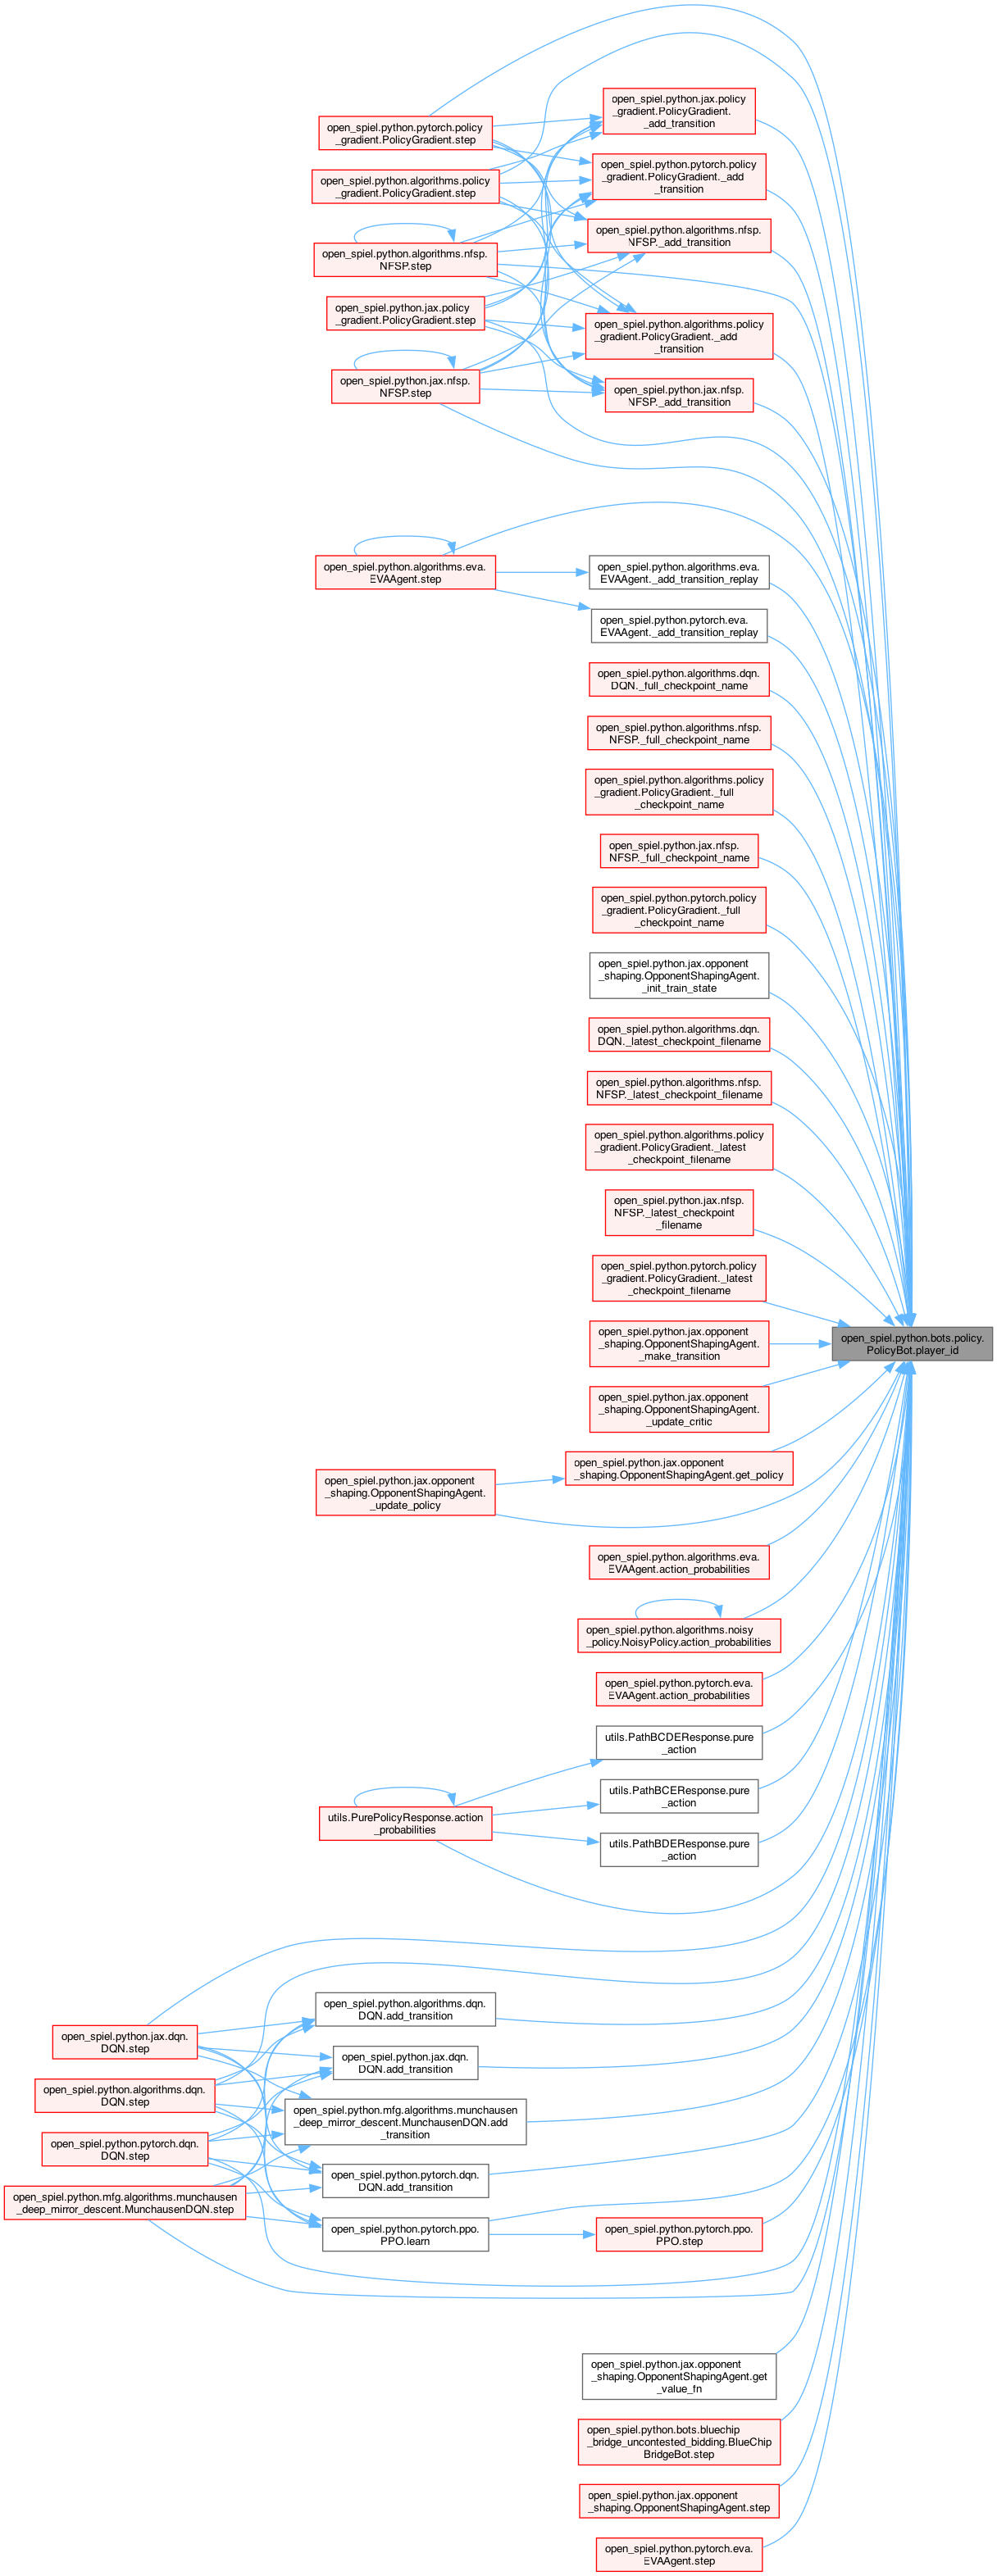 open_spiel.python.jax.policy
_gradient.PolicyGradient.
_add_transition
open_spiel.python.pytorch.policy
_gradient.PolicyGradient.step
open_spiel.python.pytorch.policy
_gradient.PolicyGradient._add
_transition
open_spiel.python.algorithms.policy
_gradient.PolicyGradient.step
open_spiel.python.algorithms.nfsp.
NFSP._add_transition
open_spiel.python.algorithms.nfsp.
NFSP.step
open_spiel.python.jax.policy
_gradient.PolicyGradient.step
open_spiel.python.algorithms.policy
_gradient.PolicyGradient._add
_transition
open_spiel.python.jax.nfsp.
NFSP.step
open_spiel.python.jax.nfsp.
NFSP._add_transition
open_spiel.python.algorithms.eva.
EVAAgent.step
open_spiel.python.algorithms.eva.
EVAAgent._add_transition_replay
open_spiel.python.pytorch.eva.
EVAAgent._add_transition_replay
open_spiel.python.algorithms.dqn.
DQN._full_checkpoint_name
open_spiel.python.algorithms.nfsp.
NFSP._full_checkpoint_name
open_spiel.python.algorithms.policy
_gradient.PolicyGradient._full
_checkpoint_name
open_spiel.python.jax.nfsp.
NFSP._full_checkpoint_name
open_spiel.python.pytorch.policy
_gradient.PolicyGradient._full
_checkpoint_name
open_spiel.python.jax.opponent
_shaping.OpponentShapingAgent.
_init_train_state
open_spiel.python.algorithms.dqn.
DQN._latest_checkpoint_filename
open_spiel.python.algorithms.nfsp.
NFSP._latest_checkpoint_filename
open_spiel.python.algorithms.policy
_gradient.PolicyGradient._latest
_checkpoint_filename
open_spiel.python.jax.nfsp.
NFSP._latest_checkpoint
_filename
open_spiel.python.pytorch.policy
_gradient.PolicyGradient._latest
_checkpoint_filename
open_spiel.python.bots.policy.
PolicyBot.player_id
open_spiel.python.jax.opponent
_shaping.OpponentShapingAgent.
_make_transition
open_spiel.python.jax.opponent
_shaping.OpponentShapingAgent.
_update_critic
open_spiel.python.jax.opponent
_shaping.OpponentShapingAgent.get_policy
open_spiel.python.jax.opponent
_shaping.OpponentShapingAgent.
_update_policy
open_spiel.python.algorithms.eva.
EVAAgent.action_probabilities
open_spiel.python.algorithms.noisy
_policy.NoisyPolicy.action_probabilities
open_spiel.python.pytorch.eva.
EVAAgent.action_probabilities
utils.PathBCDEResponse.pure
_action
utils.PathBCEResponse.pure
_action
utils.PurePolicyResponse.action
_probabilities
utils.PathBDEResponse.pure
_action
open_spiel.python.algorithms.dqn.
DQN.add_transition
open_spiel.python.jax.dqn.
DQN.step
open_spiel.python.jax.dqn.
DQN.add_transition
open_spiel.python.algorithms.dqn.
DQN.step
open_spiel.python.mfg.algorithms.munchausen
_deep_mirror_descent.MunchausenDQN.add
_transition
open_spiel.python.pytorch.dqn.
DQN.step
open_spiel.python.pytorch.dqn.
DQN.add_transition
open_spiel.python.mfg.algorithms.munchausen
_deep_mirror_descent.MunchausenDQN.step
open_spiel.python.pytorch.ppo.
PPO.learn
open_spiel.python.pytorch.ppo.
PPO.step
open_spiel.python.jax.opponent
_shaping.OpponentShapingAgent.get
_value_fn
open_spiel.python.bots.bluechip
_bridge_uncontested_bidding.BlueChip
BridgeBot.step
open_spiel.python.jax.opponent
_shaping.OpponentShapingAgent.step
open_spiel.python.pytorch.eva.
EVAAgent.step